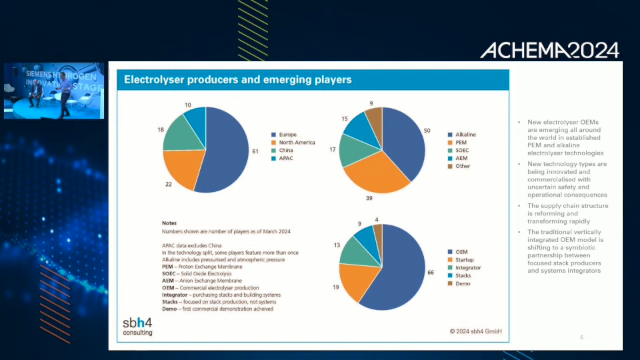 ACHEMA2024
SIEMENS HYDROGEN
INNOVATION STAGE
Electrolyser producers and emerging players
10
18
22
61
Europe
North America
China
APAC
9
15
17
39
50
Alkaline
PEM
SOEC
AEM
Other
4
9
13
19
66
OEM
Startup
Integrator
Stacks
Demo
Notes
Numbers shown are number of players as of March 2024
APAC data excludes China
In the technology split, some players feature more than once
Alkaline includes pressurised and atmospheric pressure
PEM – Proton Exchange Membrane
SOEC – Solid Oxide Electrolysis
AEM – Anion Exchange Membrane
OEM – Commercial electrolyser production
Integrator – purchasing stacks and building systems
Stacks – focused on stack production, not systems
Demo – first commercial demonstration achieved
sbh4
consulting
© 2024 sbh4 GmbH
• New electrolyser OEMs
are emerging all around
the world in established
PEM and alkaline
electrolyser technologies
• New technology types are
being innovated and
commercialised with
uncertain safety and
operational consequences
• The supply chain structure
is reforming and
transforming rapidly
• The traditional vertically
integrated OEM model is
shifting to a symbiotic
partnership between
focused stack producers
and systems integrators